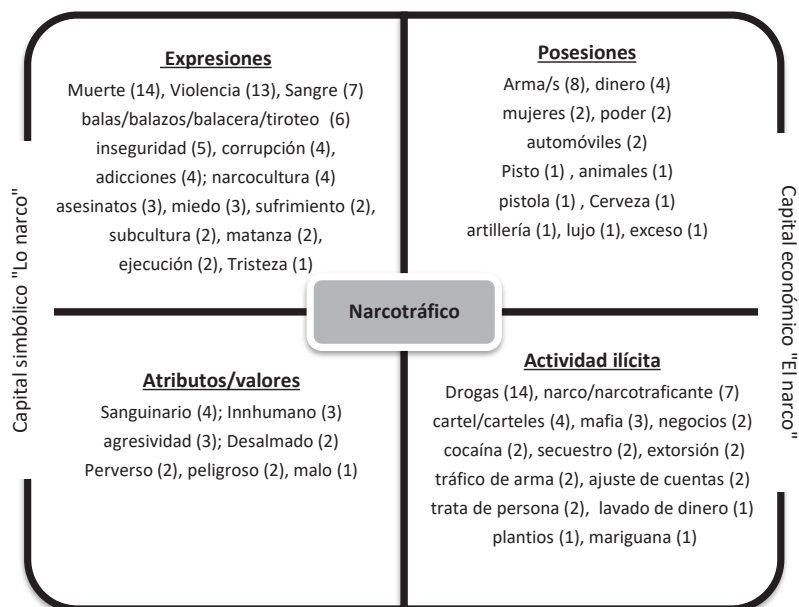 Capital simbólico "Lo narco"
Expresiones
Muerte (14), Violencia (13), Sangre (7)
balas/balazos/balacera/tiroteo (6)
inseguridad (5), corrupción (4),
adicciones (4); narcocultura (4)
asesinatos (3), miedo (3), sufrimiento (2),
subcultura (2), matanza (2),
ejecución (2), Tristeza (1)
Posesiones
Arma/s (8), dinero (4)
mujeres (2), poder (2)
automóviles (2)
Pisto (1) , animales (1)
pistola (1) , Cerveza (1)
artillería (1), lujo (1), exceso (1)
Narcotráfico
Atributos/valores
Sanguinario (4); Innhumano (3)
agresividad (3); Desalmado (2)
Perverso (2), peligroso (2), malo (1)
Actividad ilícita
Drogas (14), narco/narcotraficante (7)
cartel/carteles (4), mafia (3), negocios (2)
cocaína (2), secuestro (2), extorsión (2)
tráfico de arma (2), ajuste de cuentas (2)
trata de persona (2), lavado de dinero (1)
plantios (1), mariguana (1)
Capital económico "El narco"